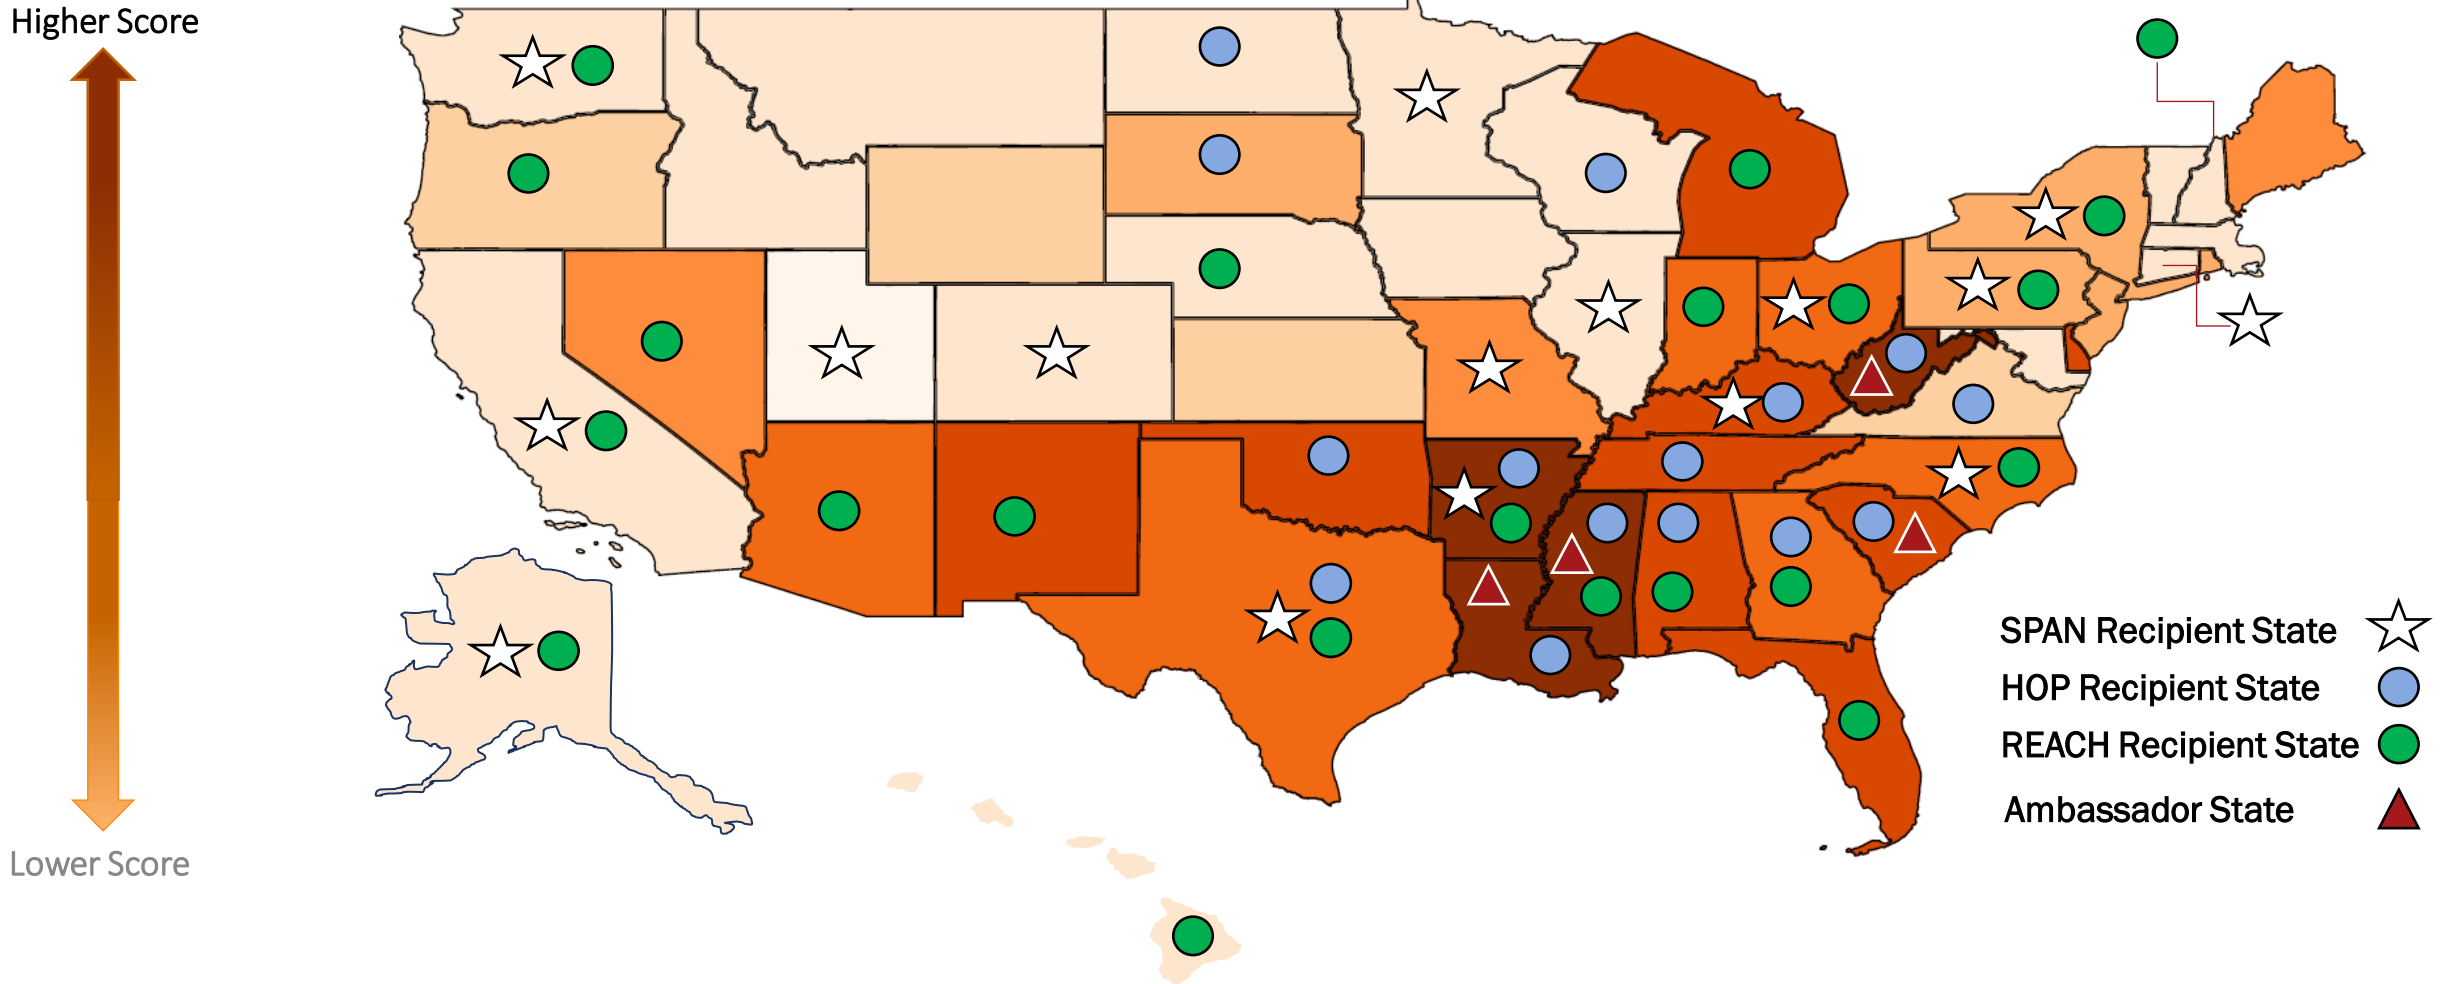 Higher Score
Lower Score
SPAN Recipient State
HOP Recipient State
REACH Recipient State
Ambassador State